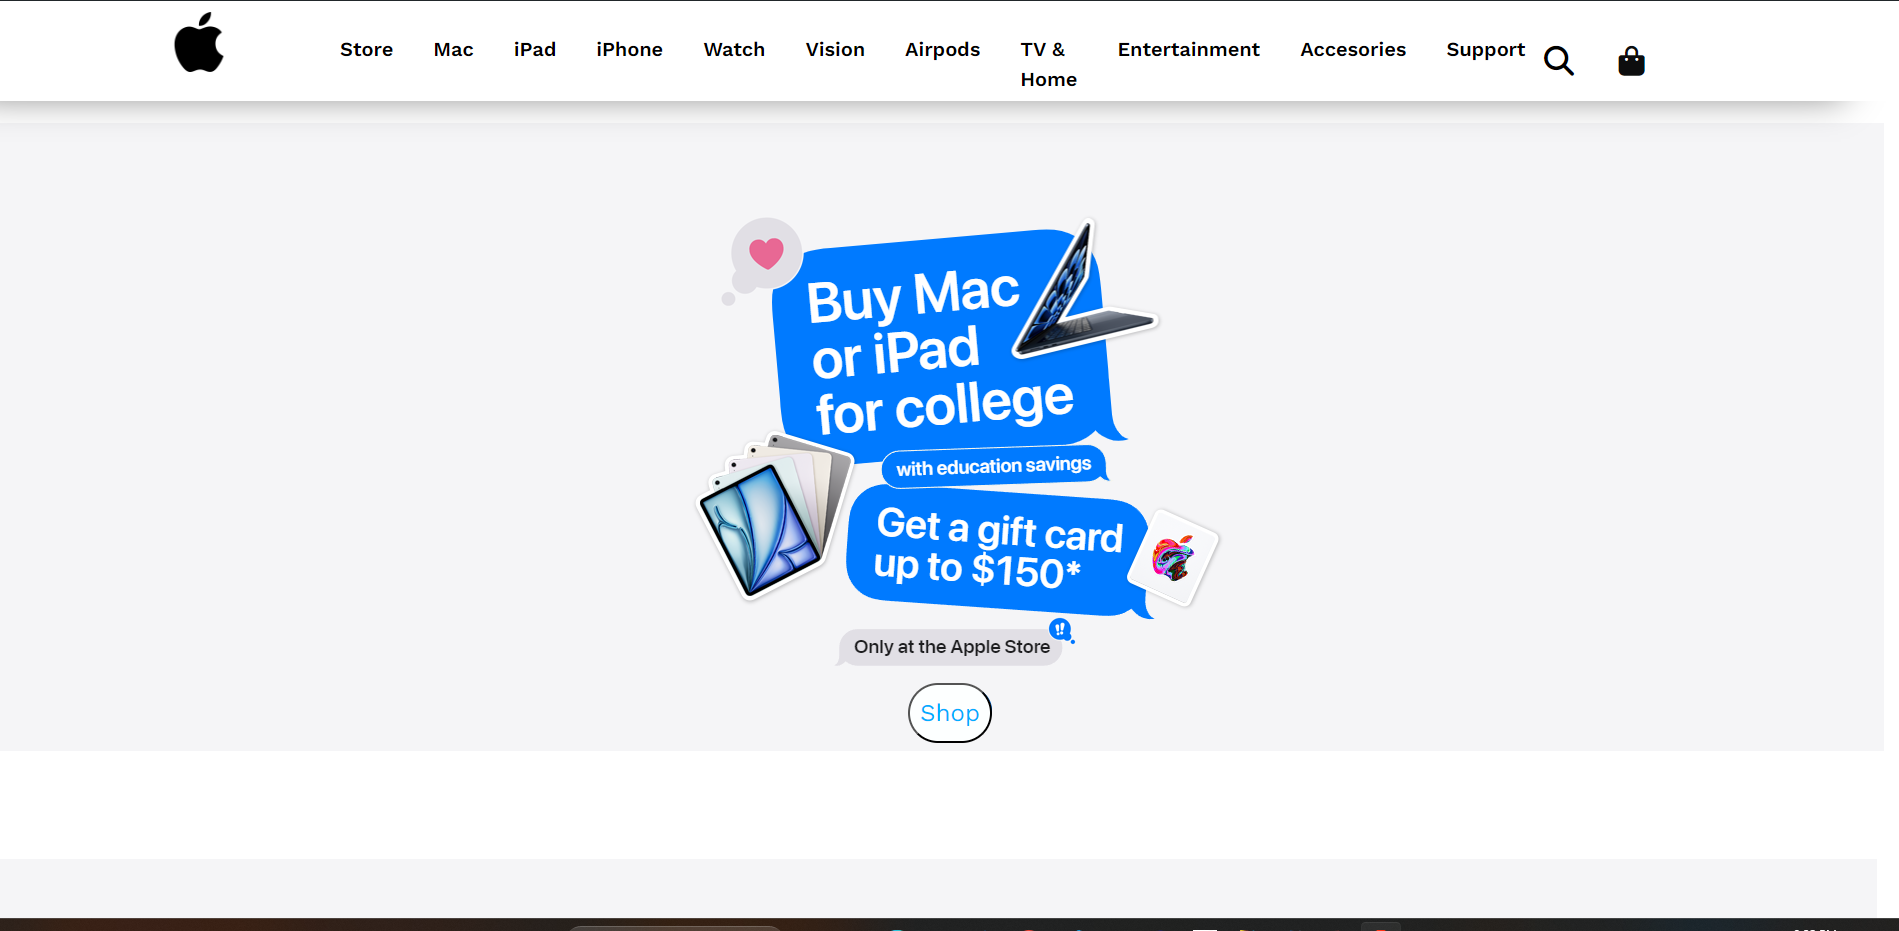 Store Mac iPad iPhone Watch Vision Airpods TV & Entertainment Accesories Support
Home
Buy Mac
or iPad
for college
with education savings
Get a gift card
up to $150*
Only at the Apple Store
!!
Shop